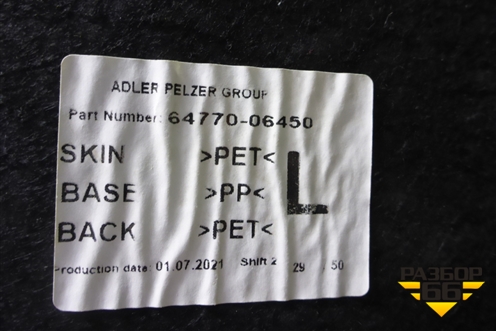 ADLER PELZER GROUP
Part Number: 64770-06450
SKIN >PET<
BASE >PP<
BACK >PET<
L
Production data: 01.07.2021 Shift 2 29 / 50
РАЗБОР
66